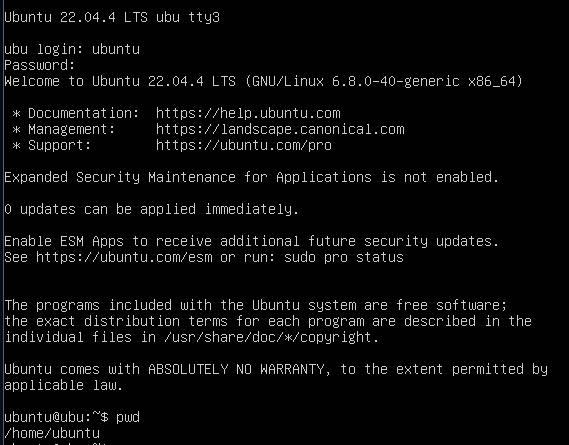 Ubuntu 22.04.4 LTS ubu tty3
ubu login: ubuntu
Password:
Welcome to Ubuntu 22.04.4 LTS (GNU/Linux 6.8.0-40-generic x86_64)
* Documentation:  https://help.ubuntu.com
* Management:     https://landscape.canonical.com
* Support:        https://ubuntu.com/pro
Expanded Security Maintenance for Applications is not enabled.
0 updates can be applied immediately.
Enable ESM Apps to receive additional future security updates.
See https://ubuntu.com/esm or run: sudo pro status
The programs included with the Ubuntu system are free software;
the exact distribution terms for each program are described in the
individual files in /usr/share/doc/*/copyright.
Ubuntu comes with ABSOLUTELY NO WARRANTY, to the extent permitted by
applicable law.
ubuntu@ubu:~$ pwd
/home/ubuntu